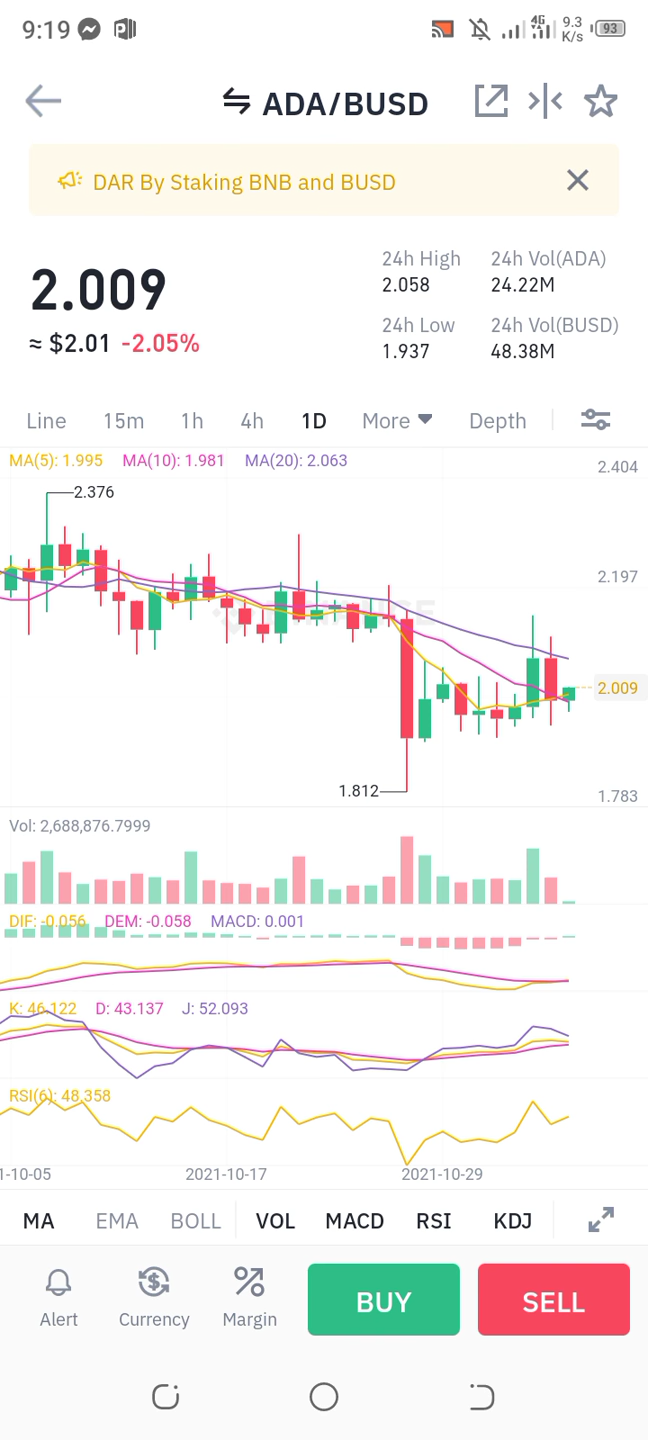 9:19
4G
9.3
K/s
93
ADA/BUSD
DAR By Staking BNB and BUSD
2.009
≈ $2.01 -2.05%
24h High
2.058
24h Vol(ADA)
24.22M
24h Low
1.937
24h Vol(BUSD)
48.38M
Line 15m 1h 4h 1D More Depth
MA(5): 1.995 MA(10): 1.981 MA(20): 2.063
2.404
2.376
2.197
2.009
1.812
1.783
Vol: 2,688,876.7999
DIF: -0.056 DEM: -0.058 MACD: 0.001
K: 46.122 D: 43.137 J: 52.093
RSI(6): 48.358
1-10-05 2021-10-17 2021-10-29
MA EMA BOLL VOL MACD RSI KDJ
Alert Currency Margin BUY SELL